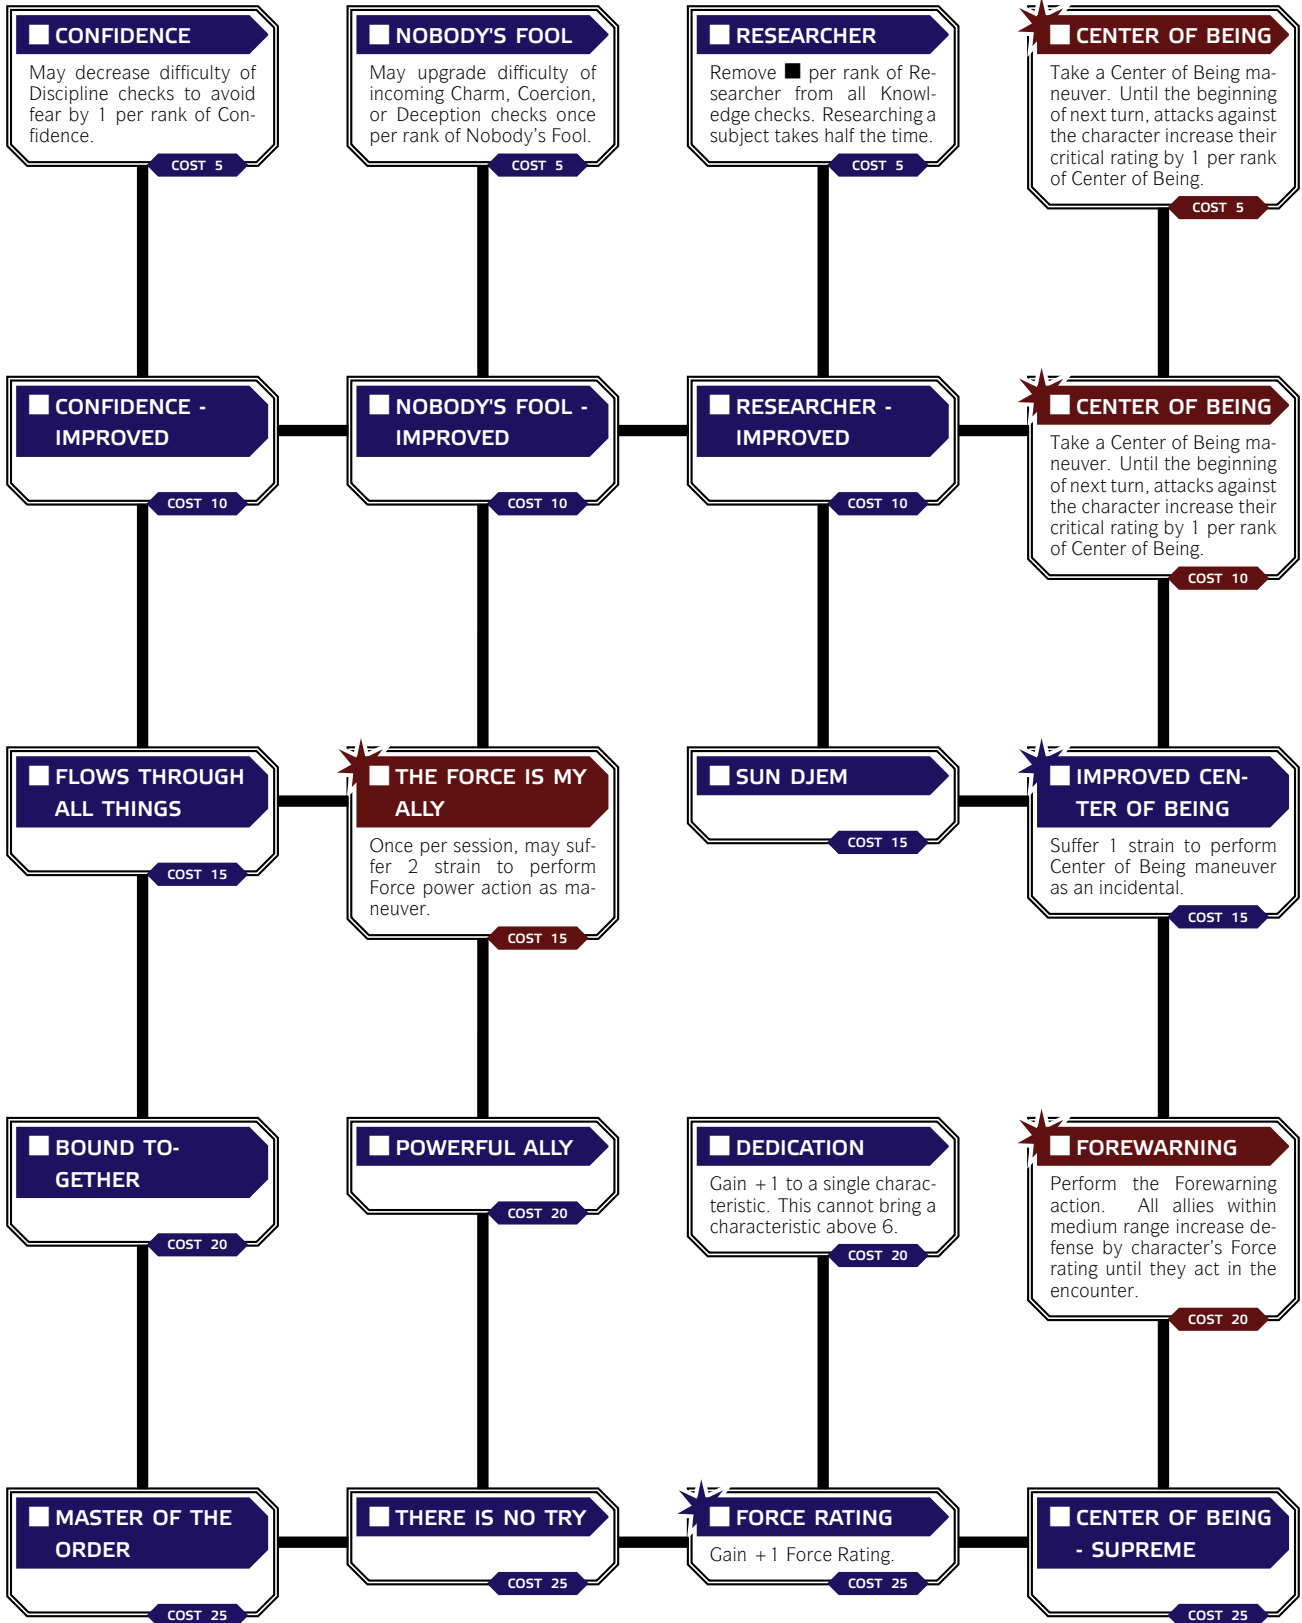 CONFIDENCE
May decrease difficulty of
Discipline checks to avoid
fear by 1 per rank of Con-
fidence.
COST 5
NOBODY'S FOOL
May upgrade difficulty of
incoming Charm, Coercion,
or Deception checks once
per rank of Nobody's Fool.
COST 5
RESEARCHER
Remove ■ per rank of Re-
searcher from all Knowl-
edge checks. Researching a
subject takes half the time.
COST 5
CENTER OF BEING
Take a Center of Being ma-
neuver. Until the beginning
of next turn, attacks against
the character increase their
critical rating by 1 per rank
of Center of Being.
COST 5
CONFIDENCE -
IMPROVED
COST 10
NOBODY'S FOOL -
IMPROVED
COST 10
RESEARCHER -
IMPROVED
COST 10
CENTER OF BEING
Take a Center of Being ma-
neuver. Until the beginning
of next turn, attacks against
the character increase their
critical rating by 1 per rank
of Center of Being.
COST 10
FLOWS THROUGH
ALL THINGS
COST 15
THE FORCE IS MY
ALLY
Once per session, may suf-
fer 2 strain to perform
Force power action as ma-
neuver.
COST 15
SUN DJEM
COST 15
IMPROVED CEN-
TER OF BEING
Suffer 1 strain to perform
Center of Being maneuver
as an incidental.
COST 15
BOUND TO-
GETHER
COST 20
POWERFUL ALLY
COST 20
DEDICATION
Gain +1 to a single charac-
teristic. This cannot bring a
characteristic above 6.
COST 20
FOREWARNING
Perform the Forewarning
action. All allies within
medium range increase de-
fense by character's Force
rating until they act in the
encounter.
COST 20
MASTER OF THE
ORDER
COST 25
THERE IS NO TRY
COST 25
FORCE RATING
Gain +1 Force Rating.
COST 25
CENTER OF BEING
- SUPREME
COST 25